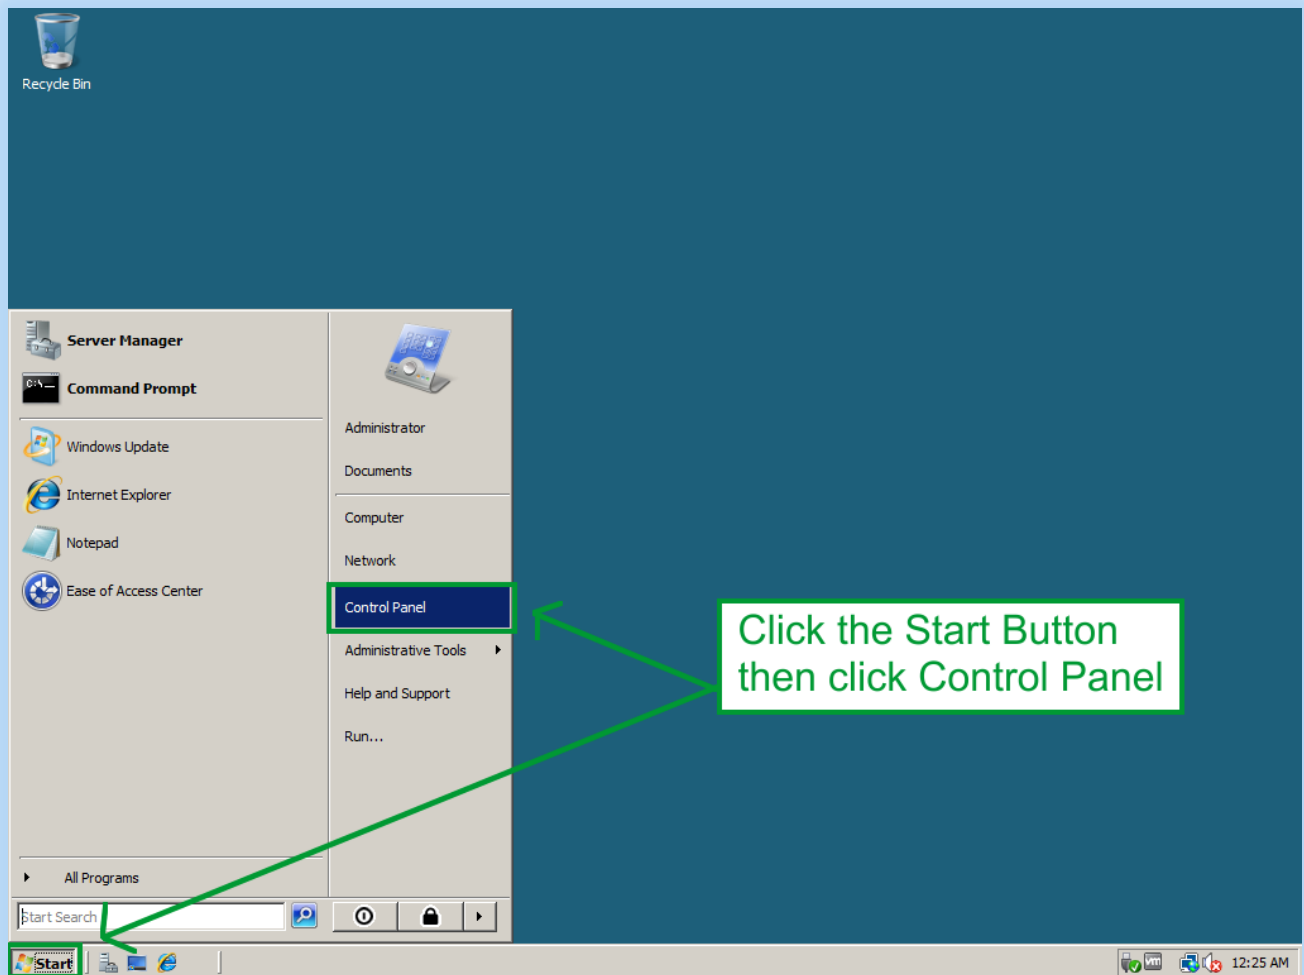 Recycle Bin
Server Manager
Command Prompt
Windows Update
Internet Explorer
Notepad
Ease of Access Center
All Programs
Start Search
Administrator
Documents
Computer
Network
Control Panel
Administrative Tools
Help and Support
Run...
Click the Start Button
then click Control Panel
Start
12:25 AM